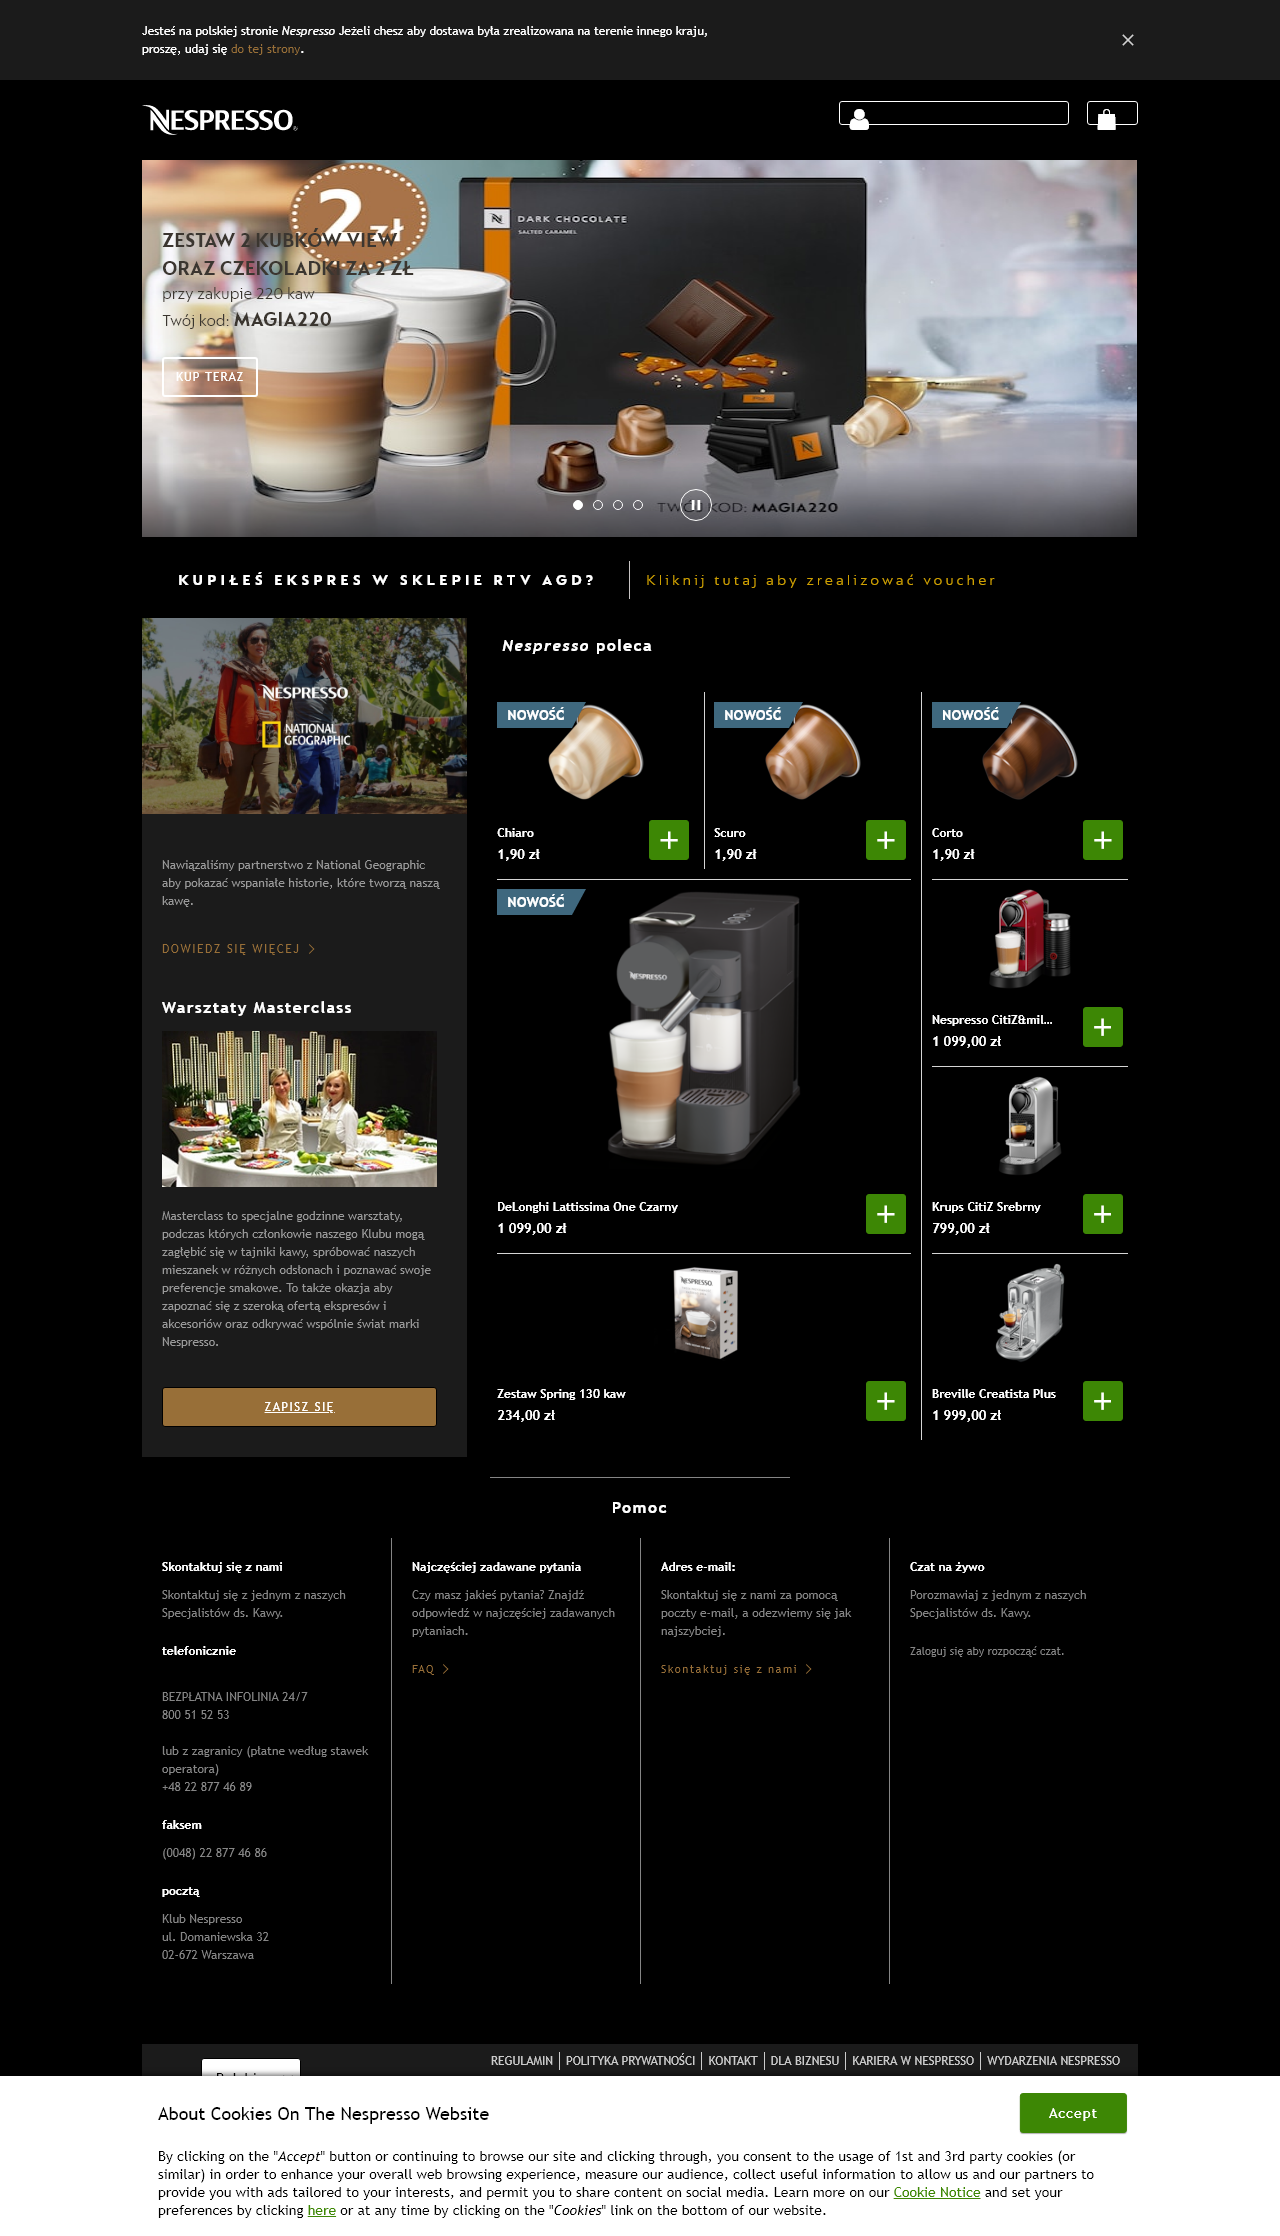 Jesteś na polskiej stronie Nespresso Jeżeli chesz aby dostawa była zrealizowana na terenie innego kraju,
proszę, udaj się do tej strony.
NESPRESSO
2 zł
DARK CHOCOLATE
SALTED CARAMEL
ZESTAW 2 KUBKÓW VIEW
ORAZ CZEKOLADKI ZA 2 ZŁ
przy zakupie 220 kaw
Twój kod: MAGIA220
KUP TERAZ
TWÓJ KOD: MAGIA220
KUPIŁEŚ EKSPRES W SKLEPIE RTV AGD?
Kliknij tutaj aby zrealizować voucher
NESPRESSO
NATIONAL
GEOGRAPHIC
Nawiązaliśmy partnerstwo z National Geographic
aby pokazać wspaniałe historie, które tworzą naszą
kawę.
DOWIEDZ SIĘ WIĘCEJ
Warsztaty Masterclass
Masterclass to specjalne godzinne warsztaty,
podczas których członkowie naszego Klubu mogą
zagłębić się w tajniki kawy, spróbować naszych
mieszanek w różnych odsłonach i poznawać swoje
preferencje smakowe. To także okazja aby
zapoznać się z szeroką ofertą ekspresów i
akcesoriów oraz odkrywać wspólnie świat marki
Nespresso.
ZAPISZ SIĘ
Nespresso poleca
NOWOŚĆ
Chiaro
1,90 zł
NOWOŚĆ
Scuro
1,90 zł
NOWOŚĆ
Corto
1,90 zł
NOWOŚĆ
NESPRESSO
DeLonghi Lattissima One Czarny
1 099,00 zł
Nespresso CitiZ&mil...
1 099,00 zł
Krups CitiZ Srebrny
799,00 zł
NESPRESSO
Zestaw Spring 130 kaw
234,00 zł
Breville Creatista Plus
1 999,00 zł
Pomoc
Skontaktuj się z nami
Skontaktuj się z jednym z naszych
Specjalistów ds. Kawy.
telefonicznie
BEZPŁATNA INFOLINIA 24/7
800 51 52 53
lub z zagranicy (płatne według stawek
operatora)
+48 22 877 46 89
faksem
(0048) 22 877 46 86
pocztą
Klub Nespresso
ul. Domaniewska 32
02-672 Warszawa
Najczęściej zadawane pytania
Czy masz jakieś pytania? Znajdź
odpowiedź w najczęściej zadawanych
pytaniach.
FAQ
Adres e-mail:
Skontaktuj się z nami za pomocą
poczty e-mail, a odezwiemy się jak
najszybciej.
Skontaktuj się z nami
Czat na żywo
Porozmawiaj z jednym z naszych
Specjalistów ds. Kawy.
Zaloguj się aby rozpocząć czat.
REGULAMIN
POLITYKA PRYWATNOŚCI
KONTAKT
DLA BIZNESU
KARIERA W NESPRESSO
WYDARZENIA NESPRESSO
About Cookies On The Nespresso Website
Accept
By clicking on the "Accept" button or continuing to browse our site and clicking through, you consent to the usage of 1st and 3rd party cookies (or
similar) in order to enhance your overall web browsing experience, measure our audience, collect useful information to allow us and our partners to
provide you with ads tailored to your interests, and permit you to share content on social media. Learn more on our Cookie Notice and set your
preferences by clicking here or at any time by clicking on the "Cookies" link on the bottom of our website.